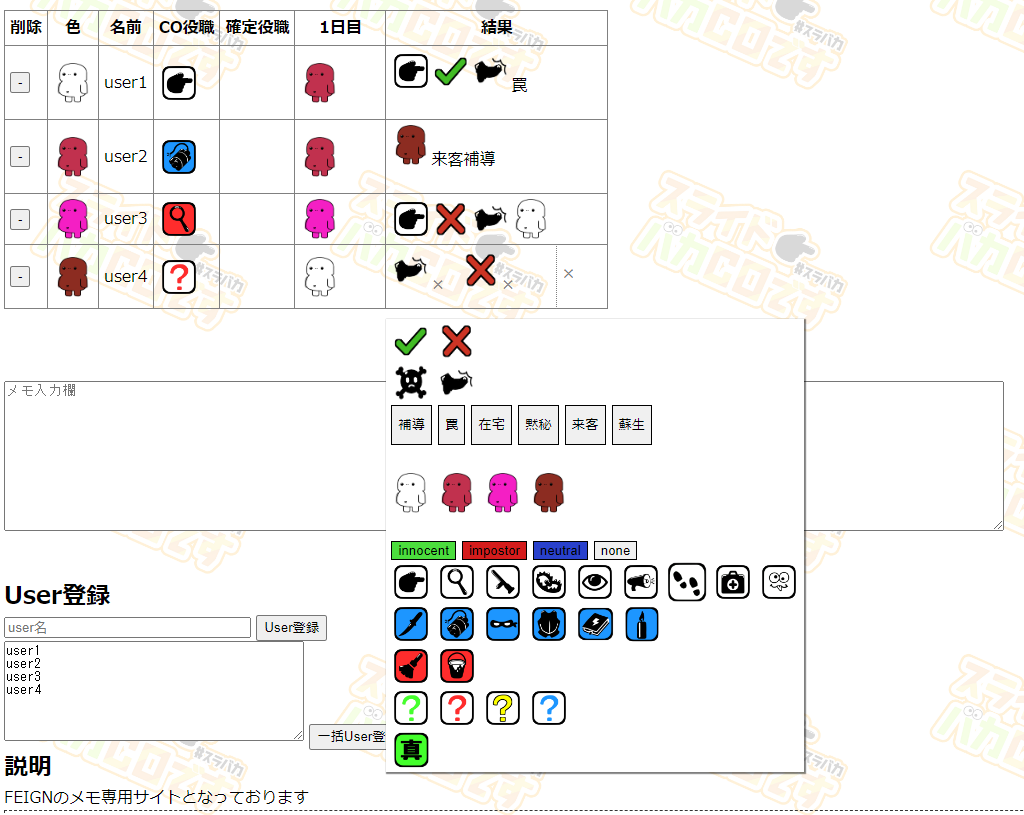 削除 色 名前 CO役職 確定役職 1日目 結果
- user1 罠
- user2 来客補導
- user3
- user4 × × ×
メモ入力欄
補導 罠 在宅 黙秘 来客 蘇生
innocent impostor neutral none
? ? ? ?
真
User登録
user名 User登録
user1
user2
user3
user4
一括User登
説明
FEIGNのメモ専用サイトとなっております